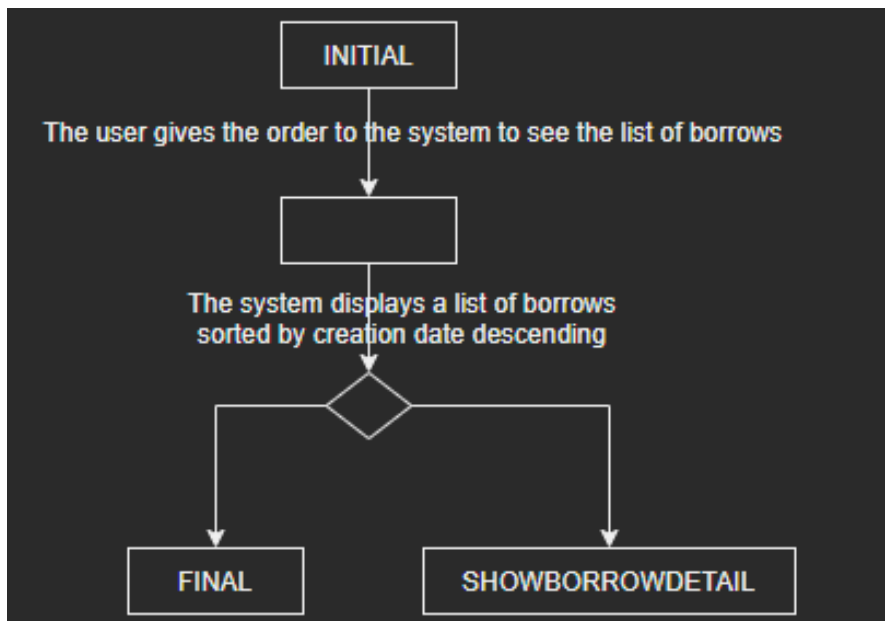 INITIAL
The user gives the order to the system to see the list of borrows
The system displays a list of borrows
sorted by creation date descending
FINAL
SHOWBORROWDETAIL